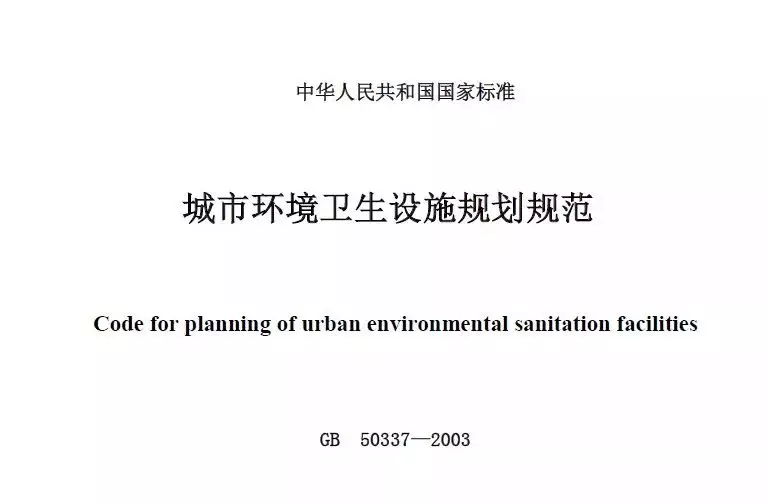 中华人民共和国国家标准
城市环境卫生设施规划规范
Code for planning of urban environmental sanitation facilities
GB 50337—2003